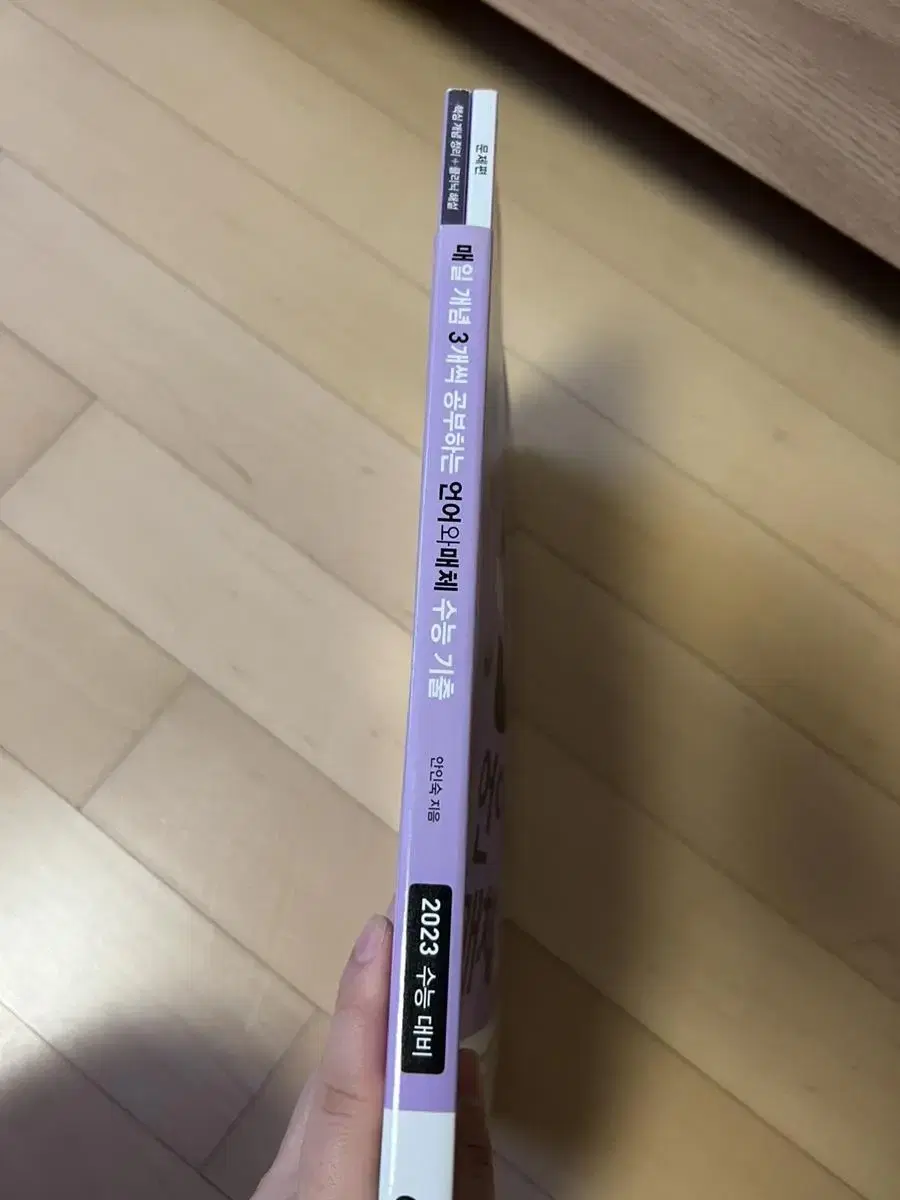 핵심 개념 정리 + 클리닉 해설
문제편
매일 개념 3개씩 공부하는 언어와매체 수능 기출
안인숙 지음
2023 수능 대비